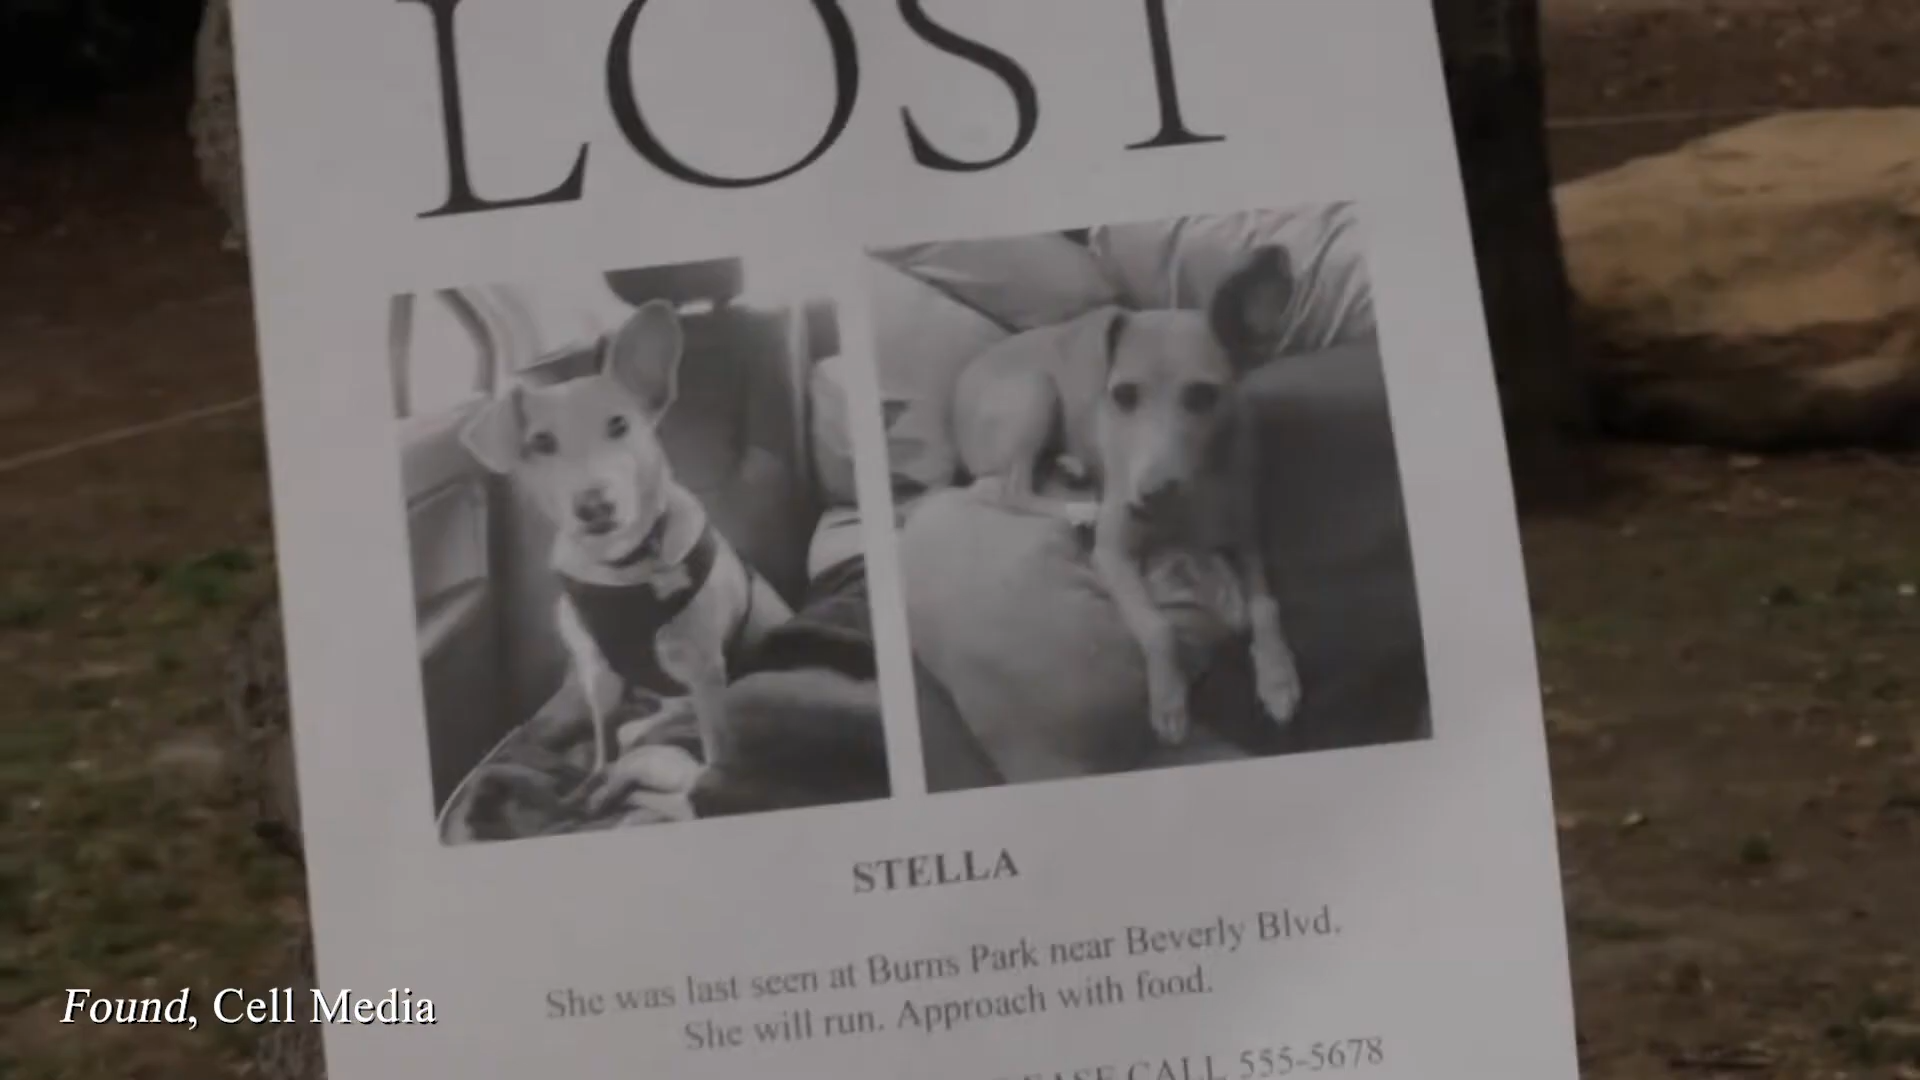 LOST
STELLA
She was last seen at Burns Park near Beverly Blvd.
She will run. Approach with food.
CALL 555-5678
Found, Cell Media